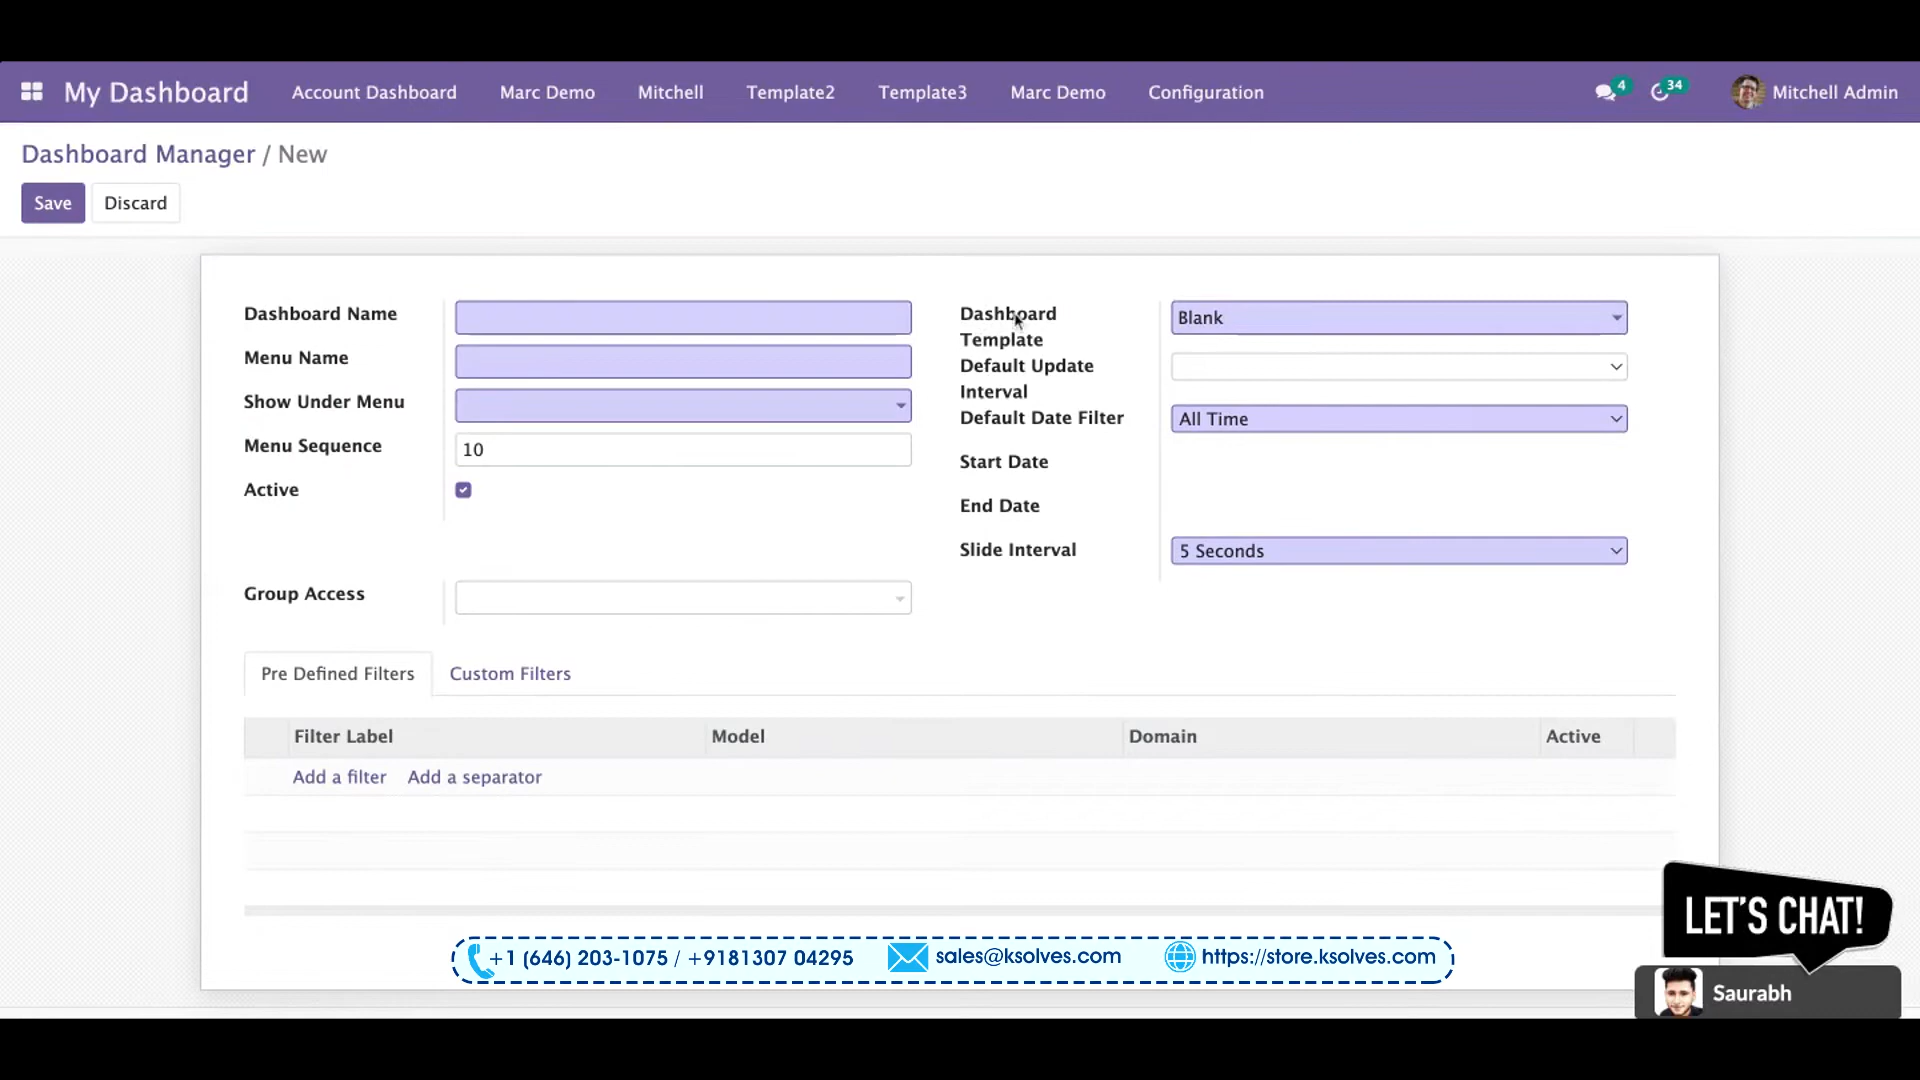 My Dashboard Account Dashboard Marc Demo Mitchell Template2 Template3 Marc Demo Configuration 4 34 Mitchell Admin
Dashboard Manager / New
Save Discard
Dashboard Name
Menu Name
Show Under Menu
Menu Sequence 10
Active
Group Access
Dashboard
Template Blank
Default Update
Interval
Default Date Filter All Time
Start Date
End Date
Slide Interval 5 Seconds
Pre Defined Filters Custom Filters
Filter Label Model Domain Active
Add a filter Add a separator
LET'S CHAT!
+1 (646) 203-1075 / +9181307 04295 sales@ksolves.com https://store.ksolves.com
Saurabh